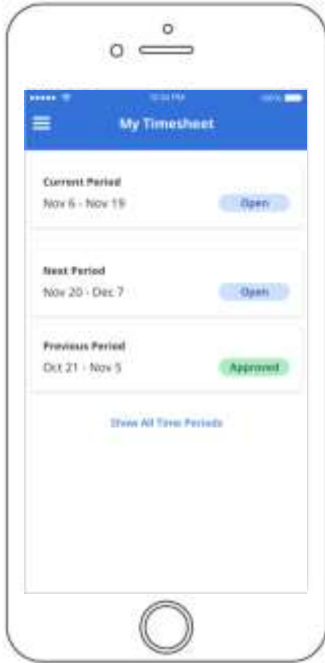 My Timesheet
Current Period
Nov 6 - Nov 19
Open
Next Period
Nov 20 - Dec 7
Open
Previous Period
Oct 21 - Nov 5
Approved
Show All Time Periods